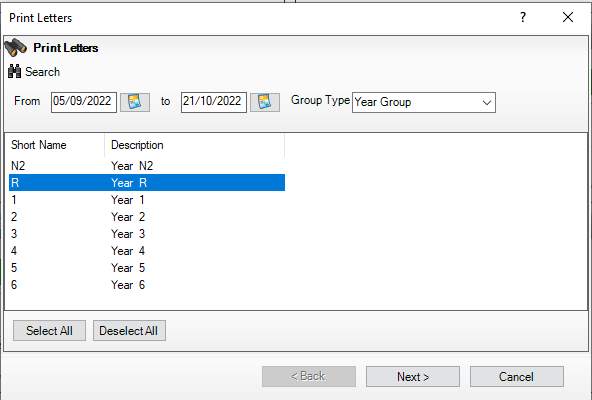 Print Letters ?
Print Letters
Search
From 05/09/2022 to 21/10/2022 Group Type Year Group
Short Name Description
N2 Year N2
R Year R
1 Year 1
2 Year 2
3 Year 3
4 Year 4
5 Year 5
6 Year 6
Select All Deselect All
< Back Next > Cancel